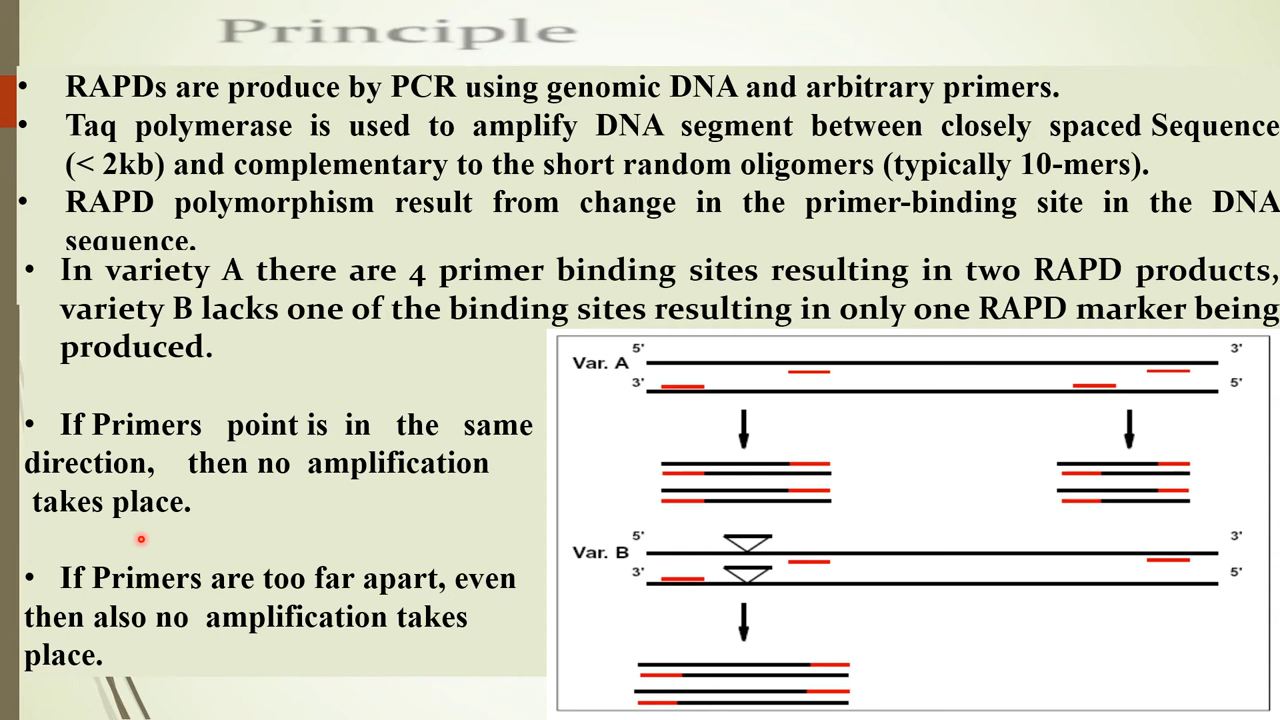 Principle
• RAPDs are produce by PCR using genomic DNA and arbitrary primers.
• Taq polymerase is used to amplify DNA segment between closely spaced Sequence
(< 2kb) and complementary to the short random oligomers (typically 10-mers).
• RAPD polymorphism result from change in the primer-binding site in the DNA
sequence.
• In variety A there are 4 primer binding sites resulting in two RAPD products,
variety B lacks one of the binding sites resulting in only one RAPD marker being
produced.
• If Primers point is in the same
direction, then no amplification
takes place.
• If Primers are too far apart, even
then also no amplification takes
place.
5' 3'
Var. A
3' 5'
5' 3'
Var. B
3' 5'